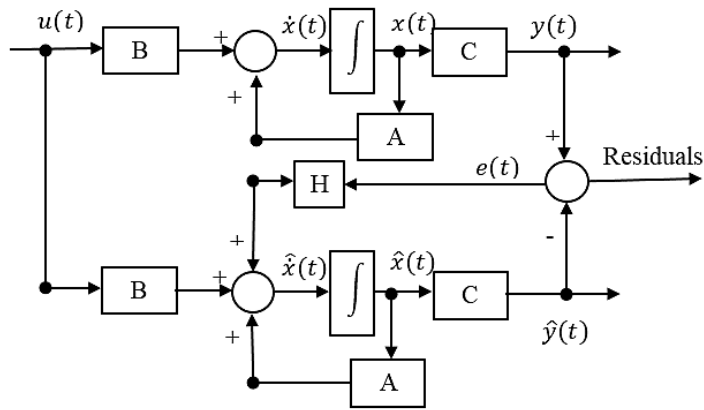 u(t) ẋ(t) x(t) y(t)
B + ∫ C
+ A +
Residuals
H e(t)
+ -
x̂̇(t) x̂(t)
B + ∫ C
ŷ(t)
+ A